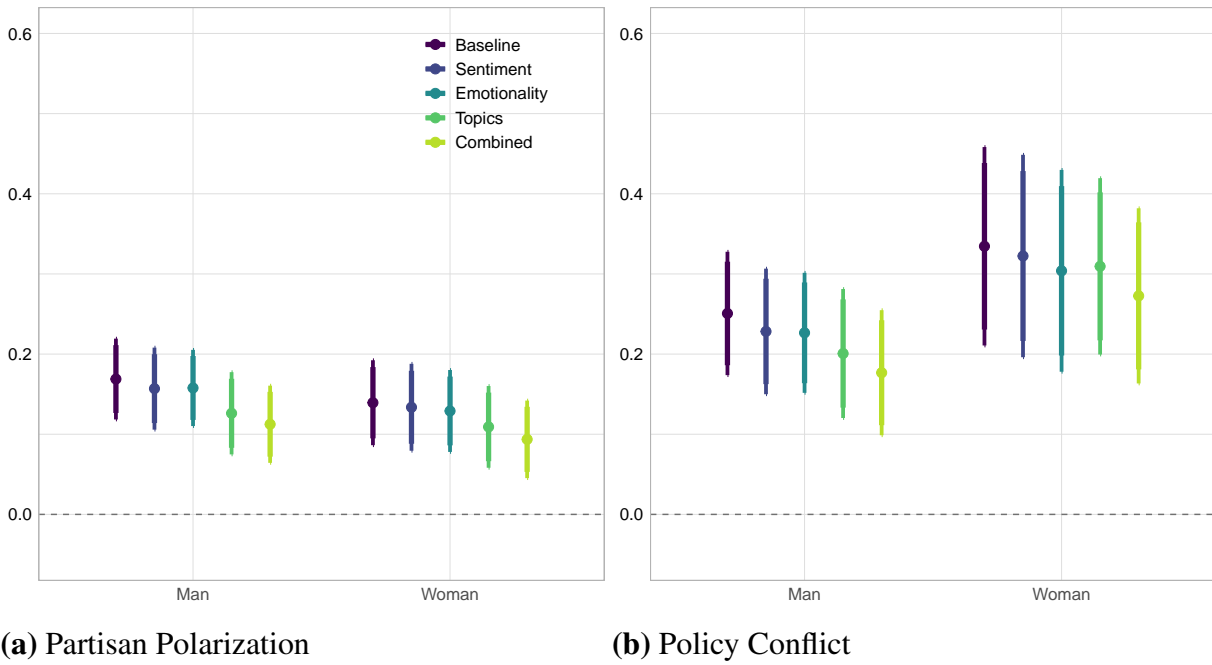 0.6
0.4
0.2
0.0
Baseline
Sentiment
Emotionality
Topics
Combined
Man
Woman
(a) Partisan Polarization
0.6
0.4
0.2
0.0
Man
Woman
(b) Policy Conflict